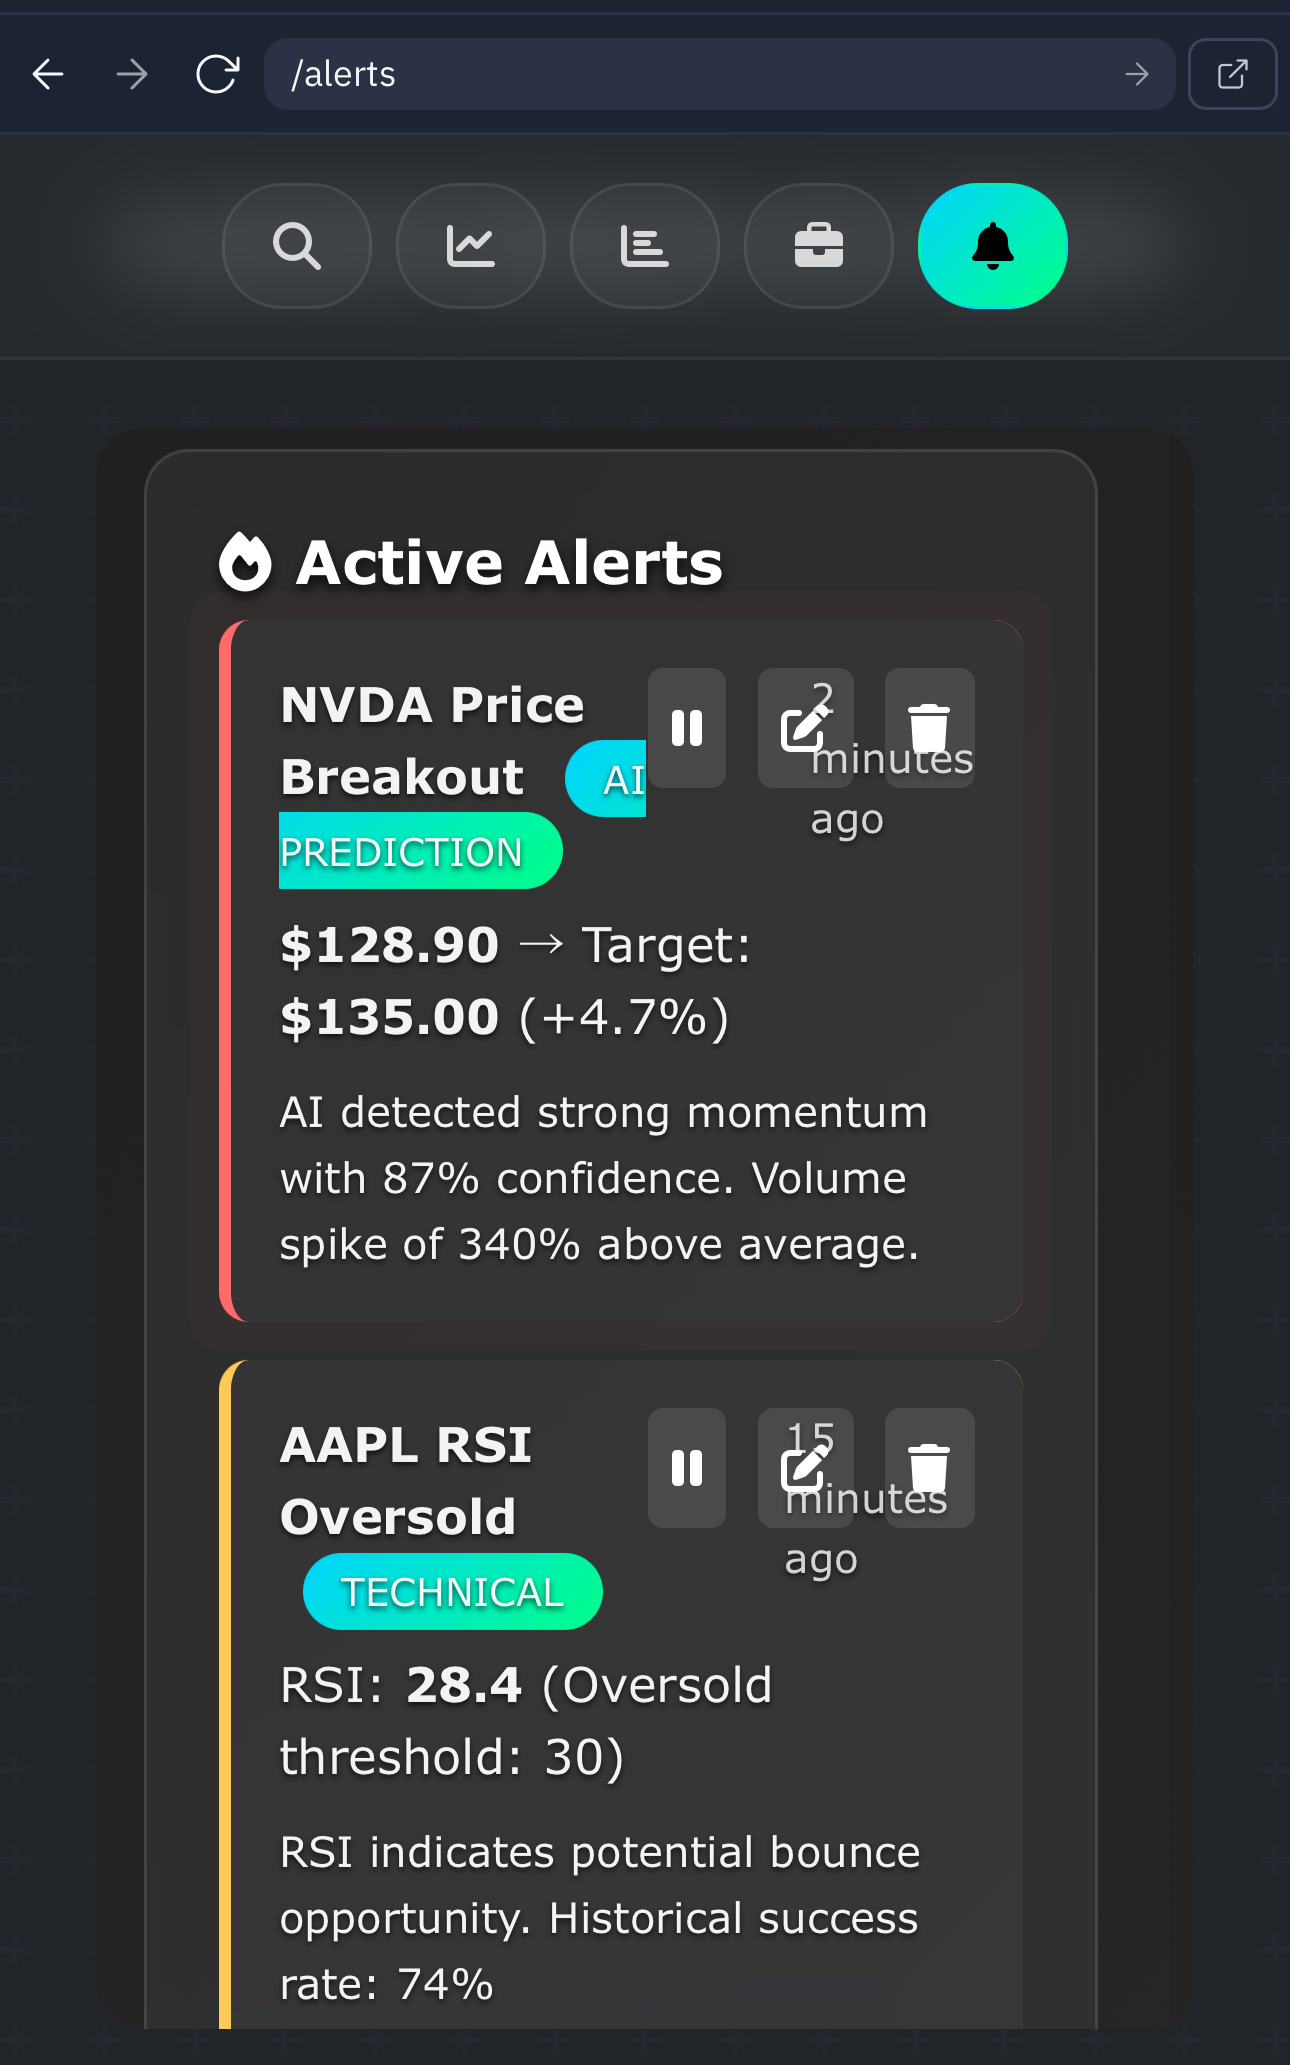 /alerts
Active Alerts
NVDA Price
Breakout AI
PREDICTION
2
minutes
ago
$128.90 → Target:
$135.00 (+4.7%)
AI detected strong momentum
with 87% confidence. Volume
spike of 340% above average.
AAPL RSI
Oversold
TECHNICAL
15
minutes
ago
RSI: 28.4 (Oversold
threshold: 30)
RSI indicates potential bounce
opportunity. Historical success
rate: 74%